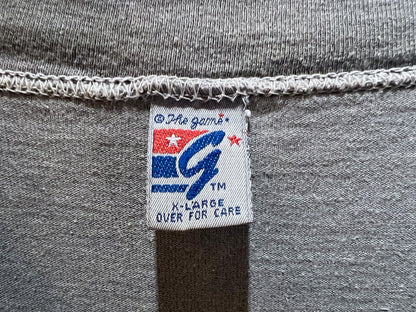 © The game.
G TM
X-LARGE
OVER FOR CARE